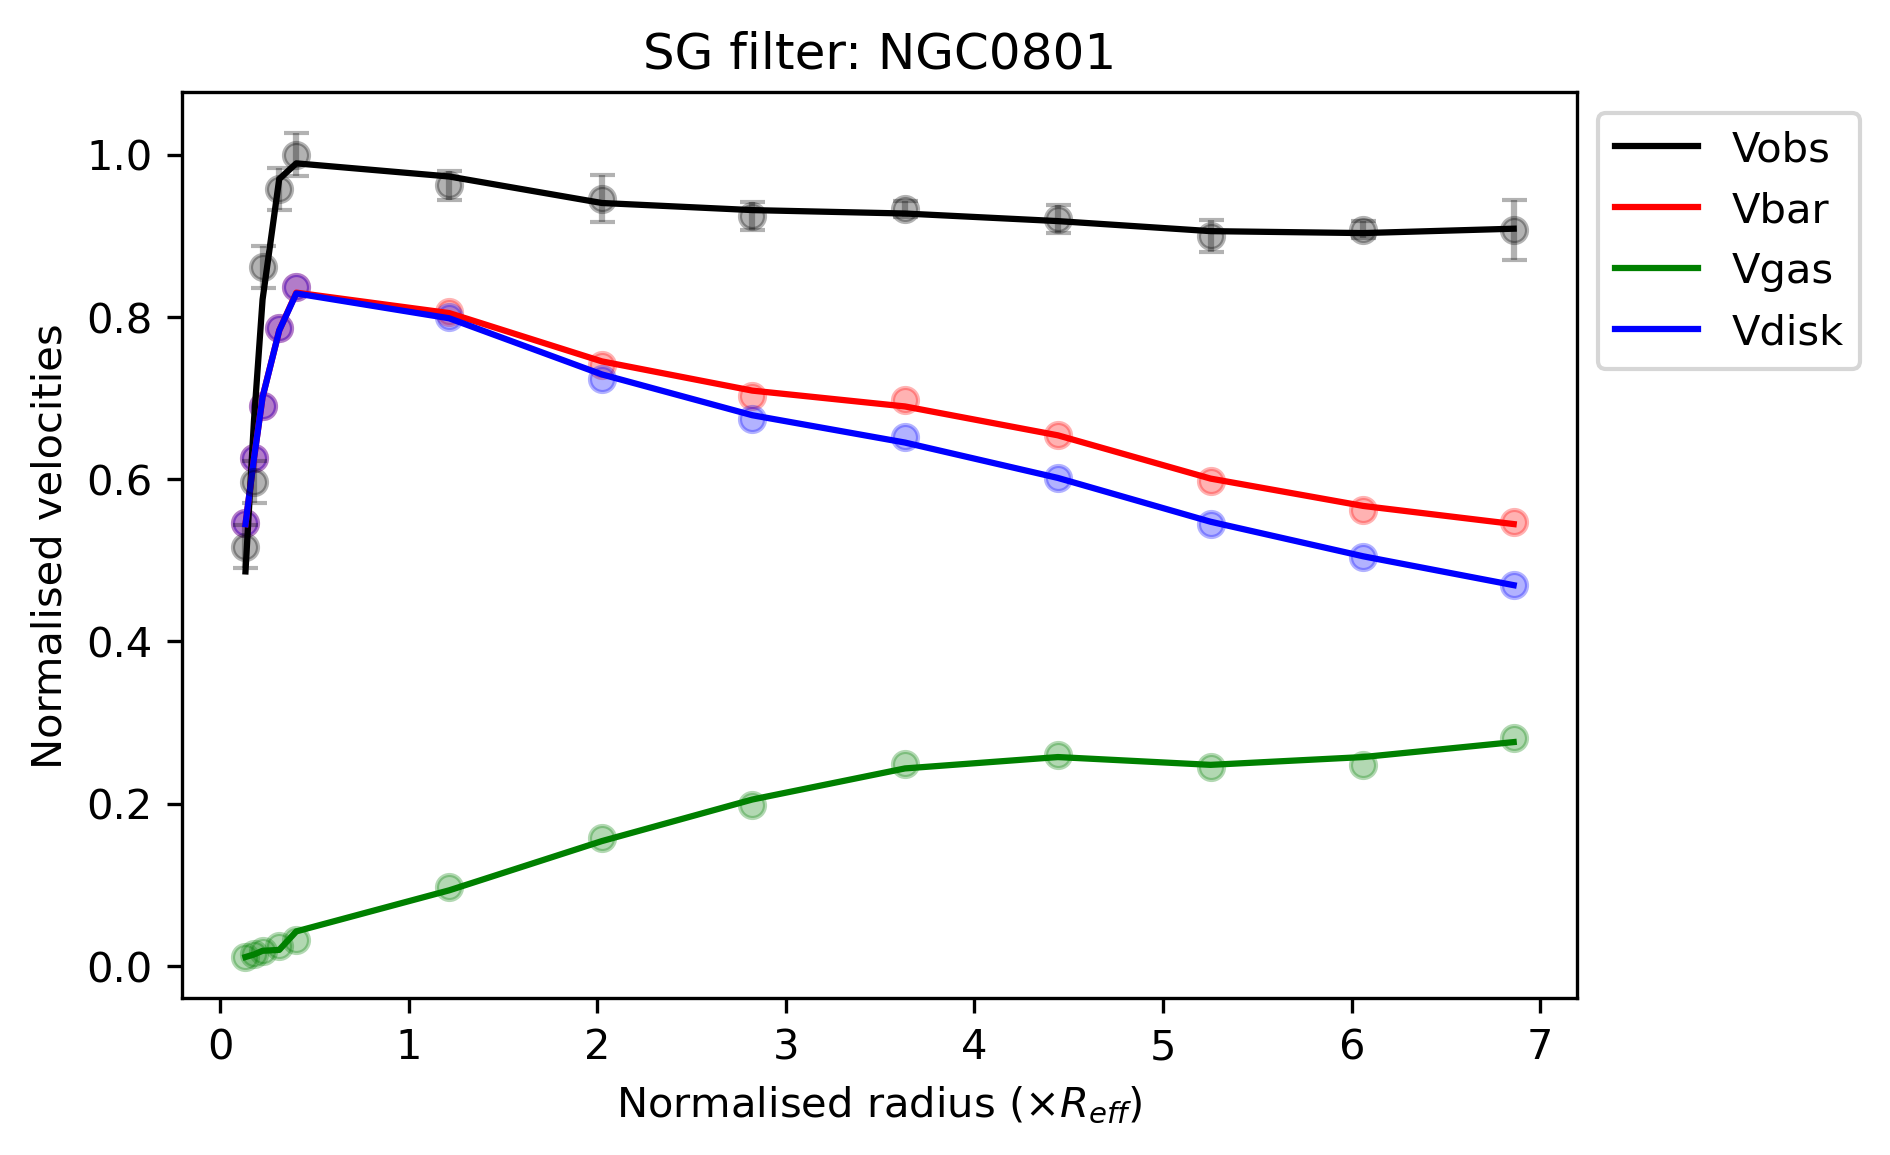 SG filter: NGC0801
Vobs
Vbar
Vgas
Vdisk
Normalised velocities
1.0
0.8
0.6
0.4
0.2
0.0
0 1 2 3 4 5 6 7
Normalised radius (×R_eff)